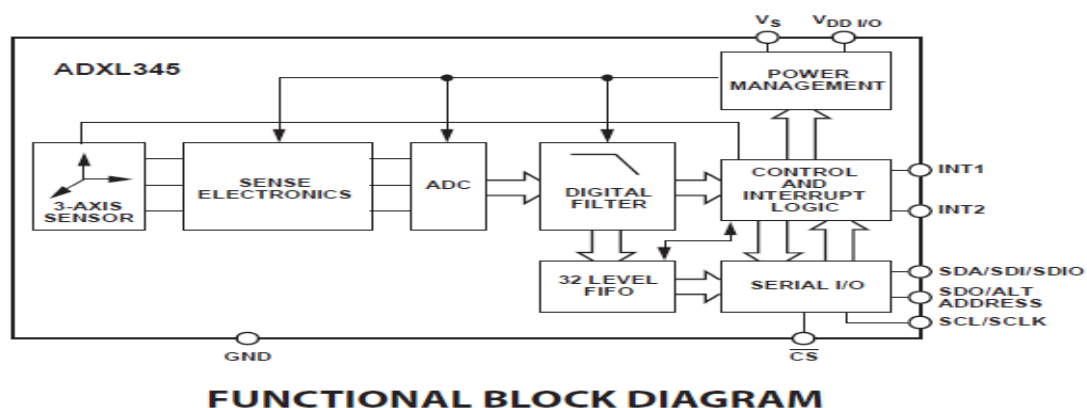 VS
VDD I/O
ADXL345
POWER
MANAGEMENT
3-AXIS
SENSOR
SENSE
ELECTRONICS
ADC
DIGITAL
FILTER
CONTROL
AND
INTERRUPT
LOGIC
INT1
INT2
32 LEVEL
FIFO
SERIAL I/O
SDA/SDI/SDIO
SDO/ALT
ADDRESS
SCL/SCLK
GND
CS
FUNCTIONAL BLOCK DIAGRAM